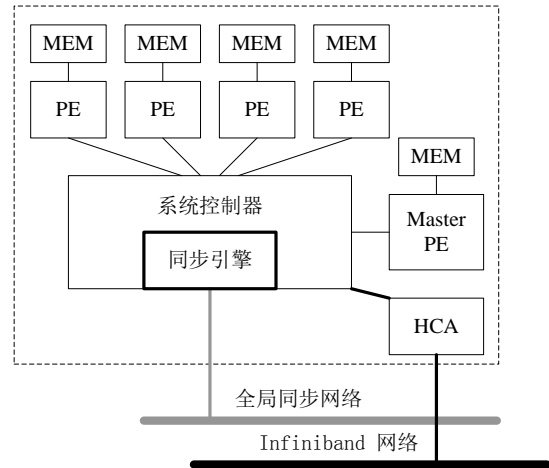 MEM MEM MEM MEM
PE PE PE PE
MEM
系统控制器
Master
PE
同步引擎
HCA
全局同步网络
Infiniband 网络